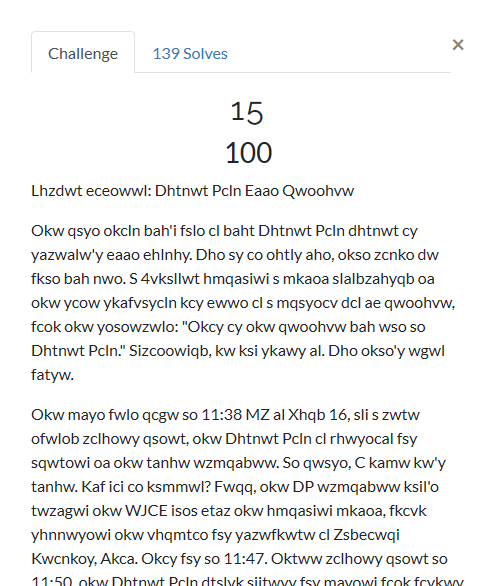 Challenge
139 Solves
×
15
100
Lhzdwt eceowwl: Dhtnwt Pcln Eaao Qwoohvw
Okw qsyo okcln bah'i fslo cl baht Dhtnwt Pcln dhtnwt cy
yazwalw'y eaao ehlnhy. Dho sy co ohtly aho, okso zcnko dw
fkso bah nwo. S 4vksllwt hmqasiwi s mkaoa slalbzahyqb oa
okw ycow ykafvsycln kcy ewwo cl s mqsyocv dcl ae qwoohvw,
fcok okw yosowzwlo: "Okcy cy okw qwoohvw bah wso so
Dhtnwt Pcln." Sizcoowiqb, kw ksi ykawy al. Dho okso'y wgwl
fatyw.
Okw mayo fwlo qcgw so 11:38 MZ al Xhqb 16, sli s zwtw
ofwlob zclhowy qsowt, okw Dhtnwt Pcln cl rhwyocal fsy
sqwtowi oa okw tanhw wzmqabww. So qwsyo, C kamw kw'y
tanhw. Kaf ici co ksmmwl? Fwqq, okw DP wzmqabww ksil'o
twzagwi okw WJCE isos etaz okw hmqasiwi mkaoa, fkcvk
yhnnwyowi okw vhqmtco fsy yazwfkwtw cl Zsbecwqi
Kwcnkoy, Akca. Okcy fsy so 11:47. Oktww zclhowy qsowt so
11:50, okw Dhtnwt Pcln dtslvk siitwyy fsy mayowi fcok fcykwy